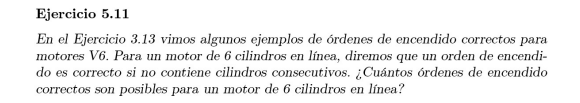 Ejercicio 5.11
En el Ejercicio 3.13 vimos algunos ejemplos de órdenes de encendido correctos para
motores V6. Para un motor de 6 cilindros en línea, diremos que un orden de encendi-
do es correcto si no contiene cilindros consecutivos. ¿Cuántos órdenes de encendido
correctos son posibles para un motor de 6 cilindros en línea?